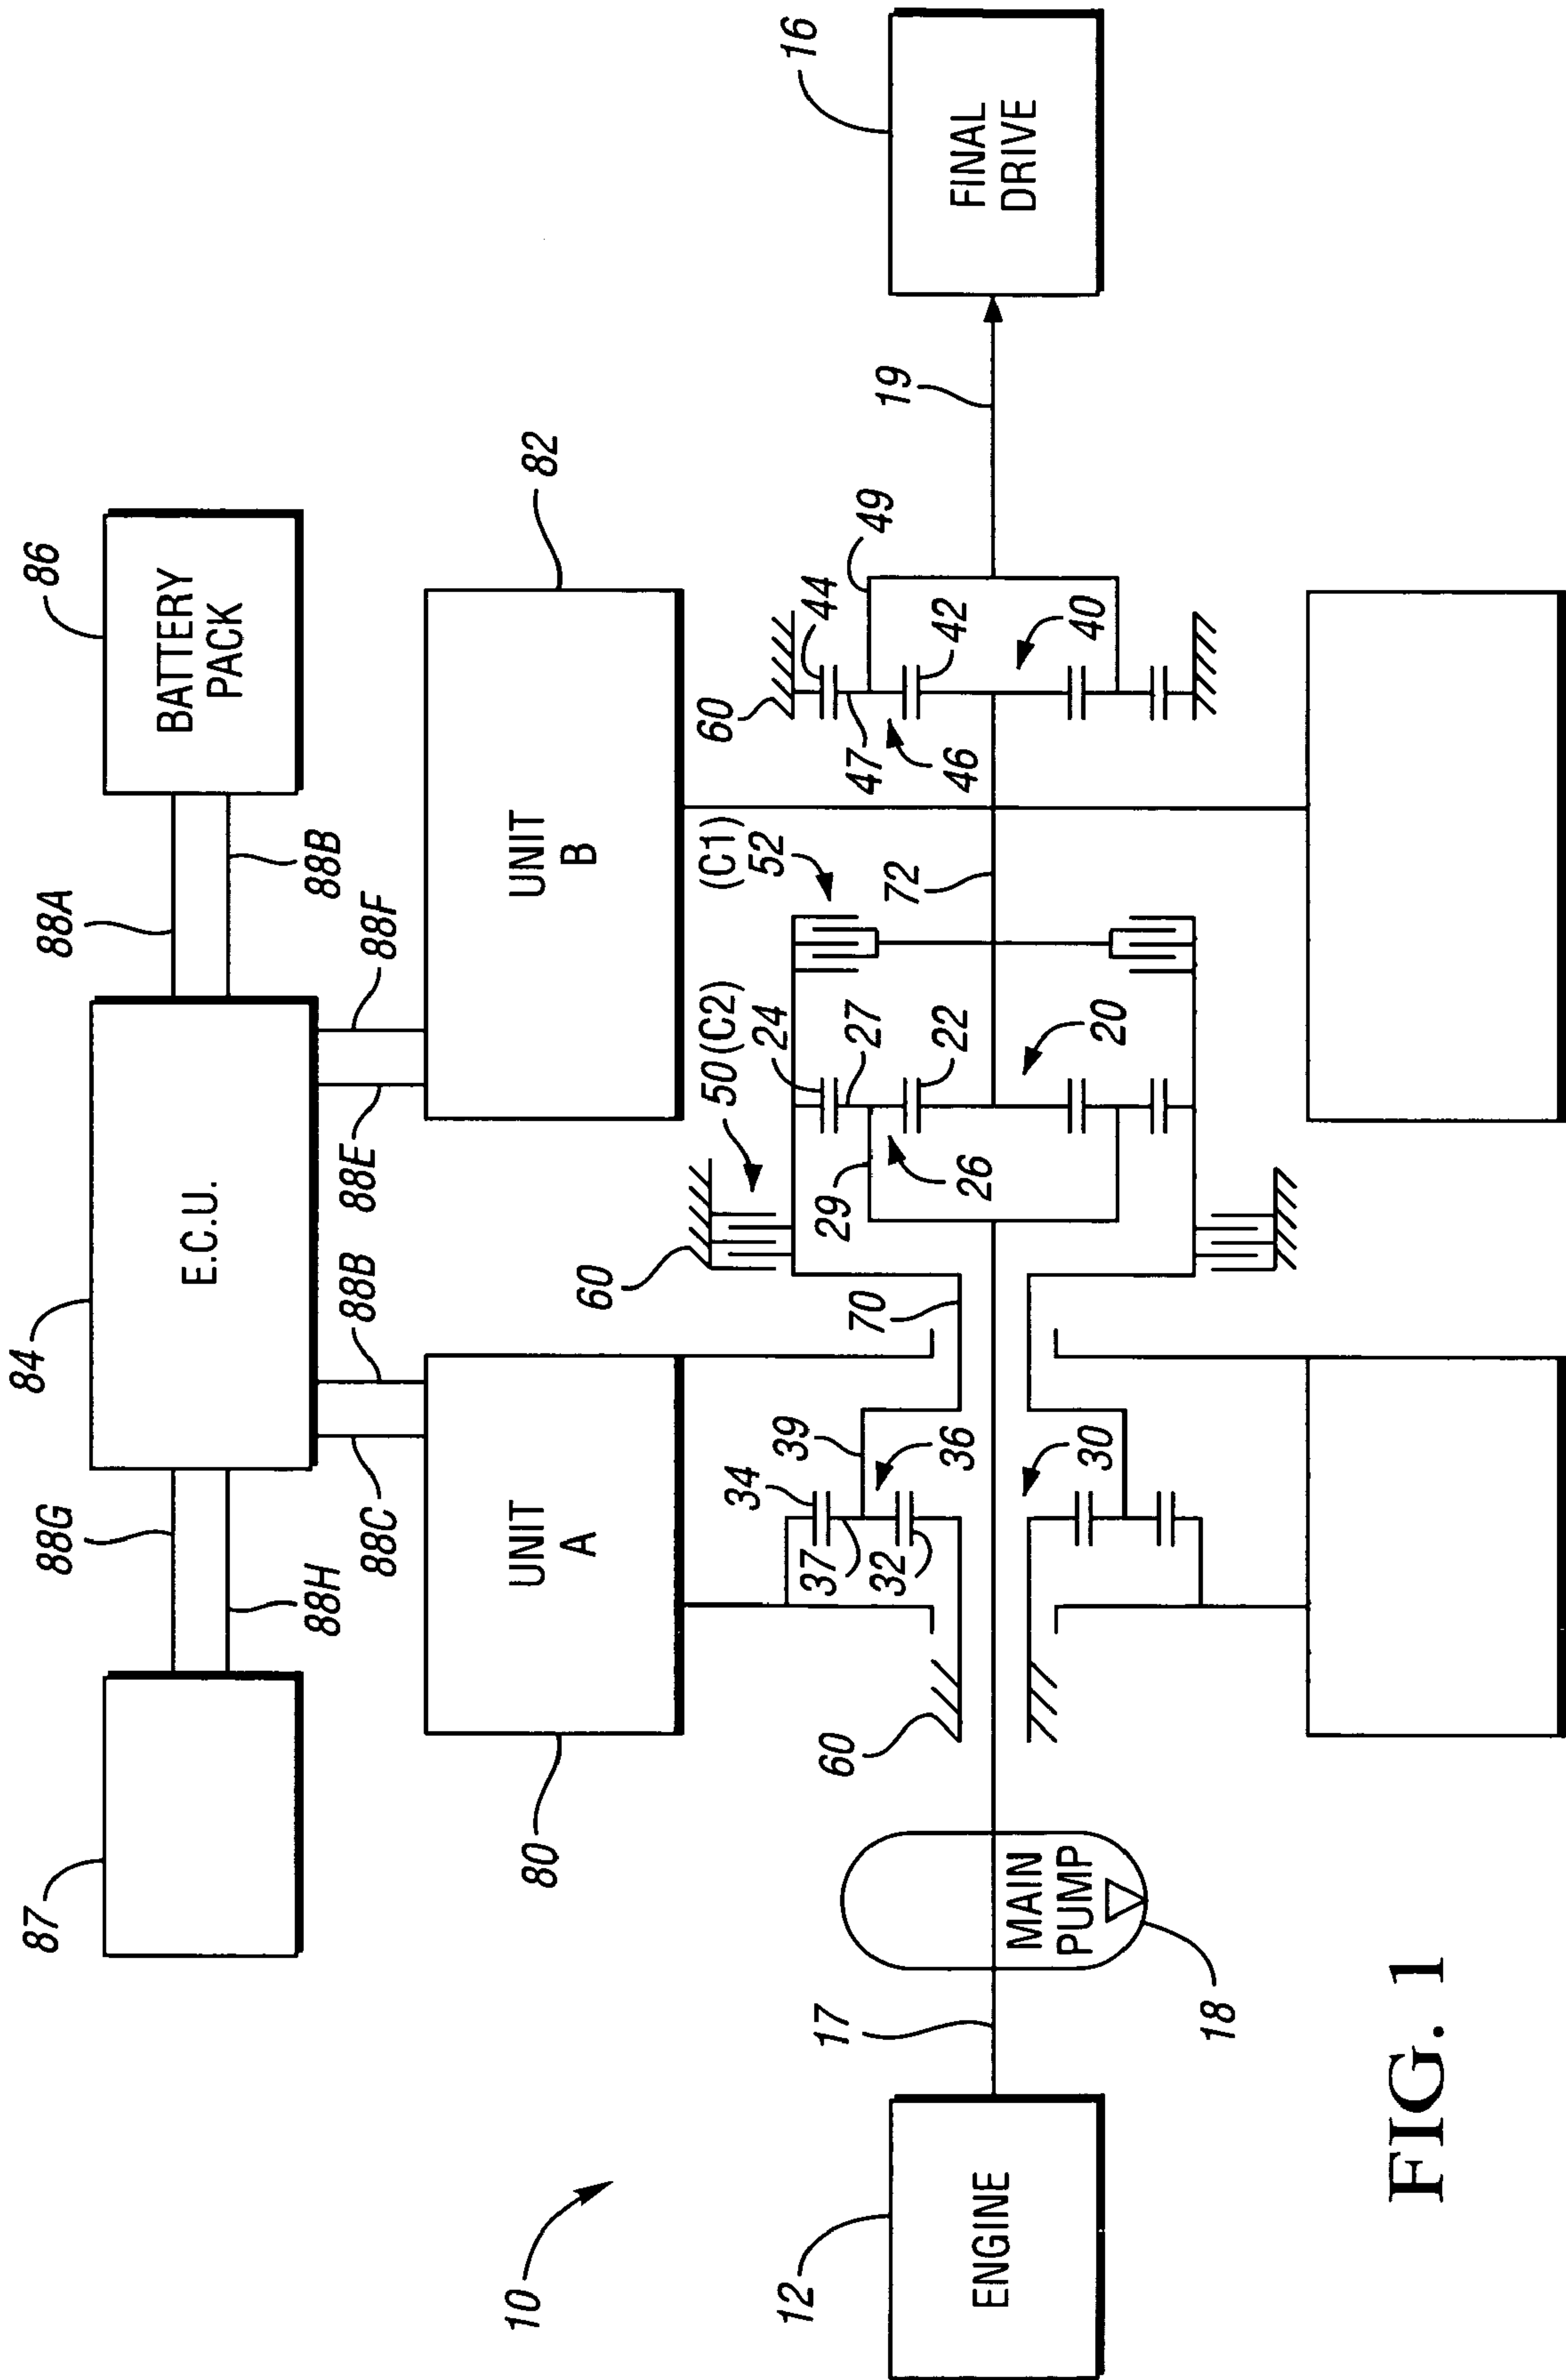 84
86
87
88G
88H
E.C.U.
88A
88B
BATTERY
PACK
88C
88B
88E
88F
10
80
UNIT
A
UNIT
B
82
60
50(C2)
(C1)
52
60
44
49
16
12
ENGINE
17
MAIN
PUMP
18
60
34
37
32
39
36
30
70
29
26
24
27
22
20
72
47
46
42
40
19
FINAL
DRIVE
FIG. 1